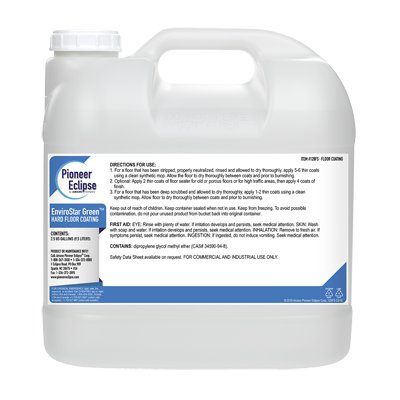 Pioneer
Eclipse
EnviroStar Green™
HARD FLOOR COATING
CONTENTS:
2.5 US GALLONS (9.5 LITER)
ITEM #128FS - FLOOR COATING
DIRECTIONS FOR USE:
1. For a floor that has been stripped, properly neutralized, rinsed and allowed to dry thoroughly, apply 5-6 thin coats
using a clean synthetic mop. Allow the floor to dry thoroughly between coats and prior to burnishing.
2. Optional: Apply 2 thin coats of floor sealer for old or porous floors or for high traffic areas, then apply 4 coats of
finish.
3. For a floor that has been deep scrubbed and allowed to dry thoroughly, apply 1-2 thin coats using a clean
synthetic mop. Allow floor to dry thoroughly between coats and prior to burnishing.
Keep out of reach of children. Keep container sealed when not in use. Keep from freezing. To avoid possible
contamination, do not pour unused product from bucket back into original container.
FIRST AID: EYE: Rinse with plenty of water. If irritation develops and persists, seek medical attention. SKIN: Wash
with soap and water. If irritation develops and persists, seek medical attention. INHALATION: Remove to fresh air. If
symptoms persist, seek medical attention. INGESTION: If ingested, do not induce vomiting. Seek medical attention.
CONTAINS: dipropylene glycol methyl ether (CAS# 34590-94-8).
Safety Data Sheet available on request. FOR COMMERCIAL AND INDUSTRIAL USE ONLY.
www.pioneereclipse.com